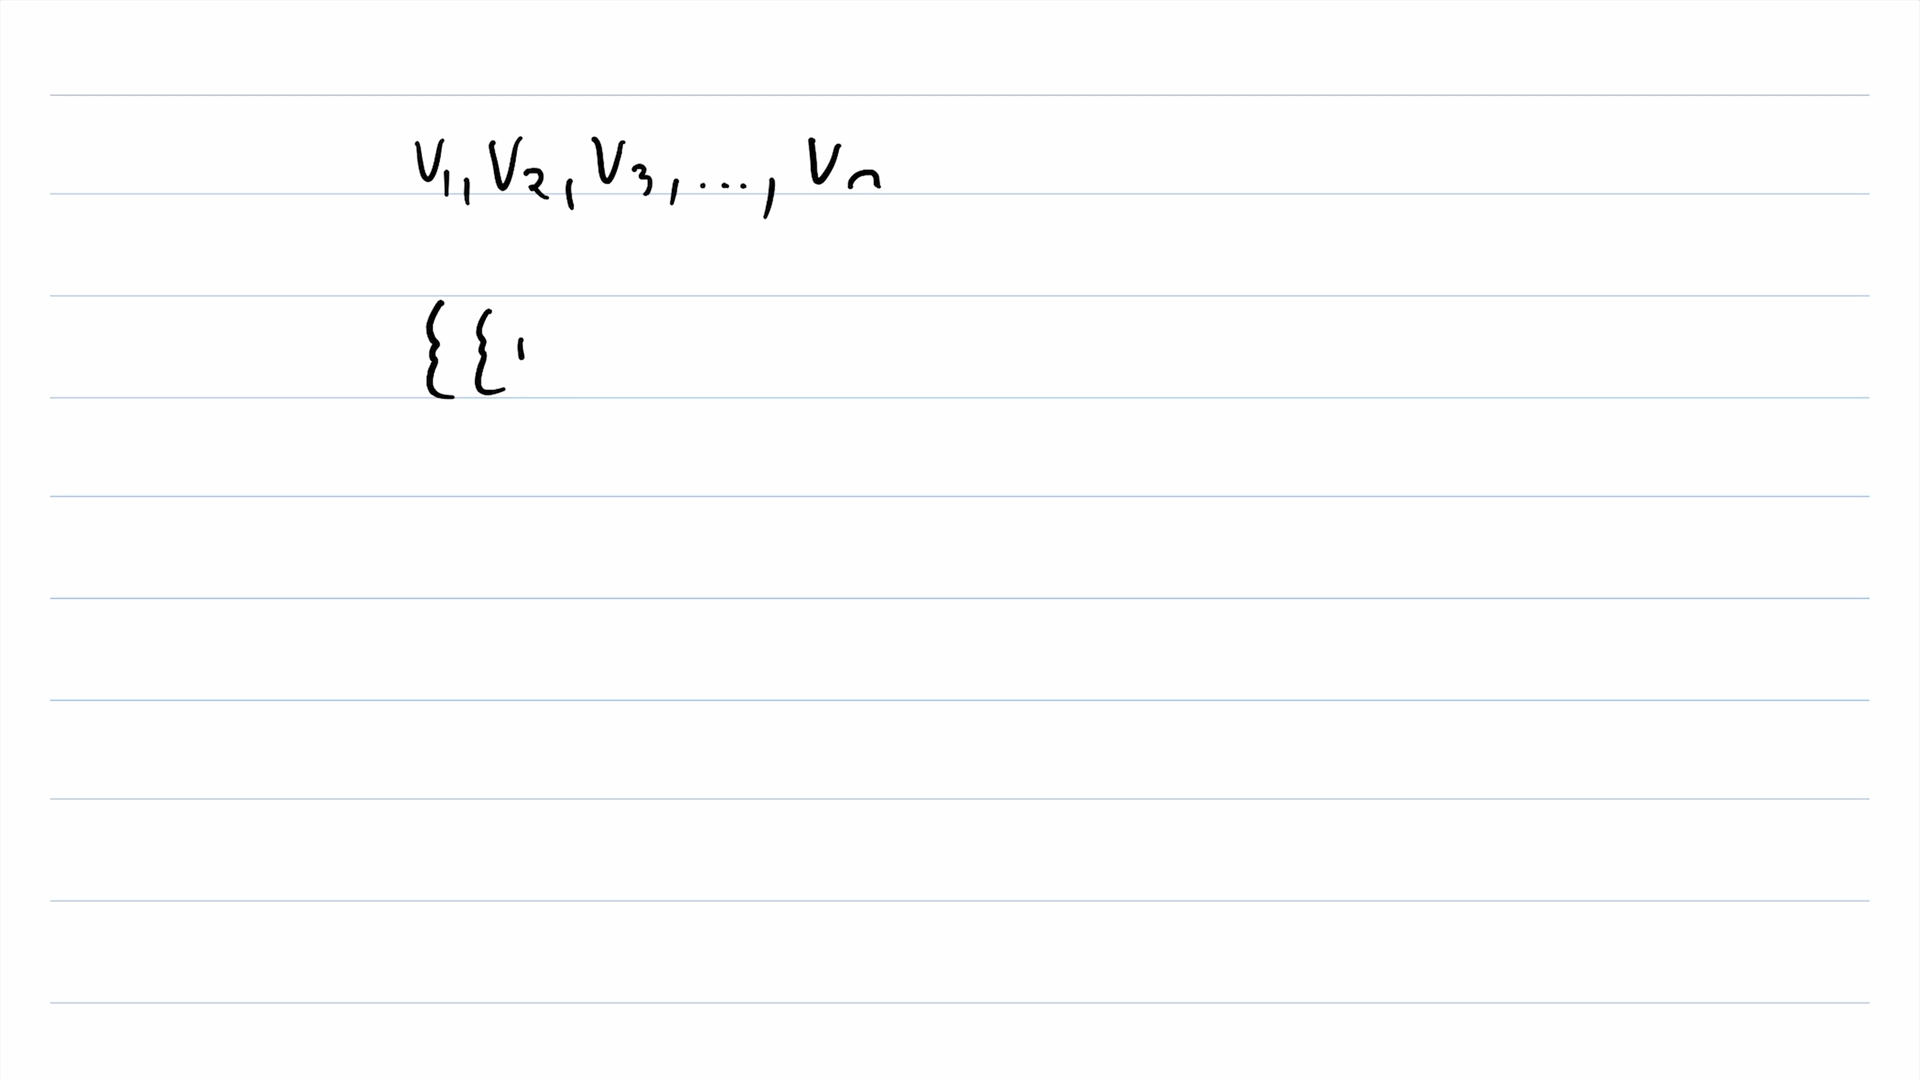 V₁, V₂, V₃, ..., Vₙ
{ {